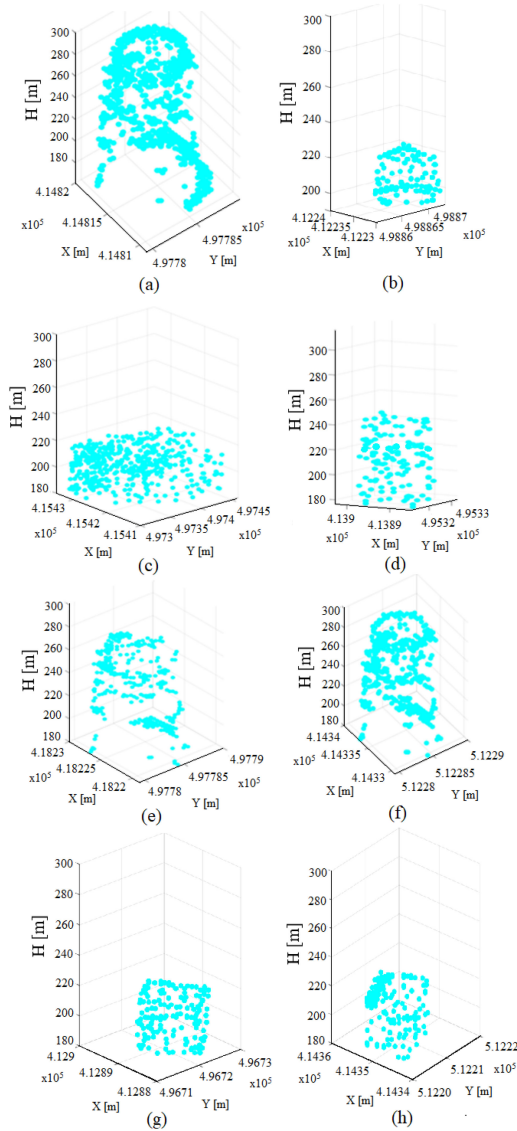 H [m]
300
280
260
240
220
200
180
4.1482
4.14815
4.1481
x10⁵
X [m]
4.9778
4.97785
x10⁵
Y [m]
(a)
H [m]
300
280
260
240
220
200
4.1224
4.12235
4.1223
x10⁵
X [m]
4.9886
4.98865
4.9887
x10⁵
Y [m]
(b)
H [m]
300
280
260
240
220
200
180
4.1543
4.1542
4.1541
x10⁵
X [m]
4.973
4.9735
4.974
4.9745
x10⁵
Y [m]
(c)
H [m]
300
280
260
240
220
200
180
4.139
4.1389
x10⁵
X [m]
4.9532
4.9533
x10⁵
Y [m]
(d)
H [m]
300
280
260
240
220
200
180
4.1823
4.18225
4.1822
x10⁵
X [m]
4.9778
4.97785
4.9779
x10⁵
Y [m]
(e)
H [m]
300
280
260
240
220
200
180
4.1434
4.14335
4.1433
x10⁵
X [m]
5.1228
5.12285
5.1229
x10⁵
Y [m]
(f)
H [m]
300
280
260
240
220
200
180
4.129
4.1289
4.1288
x10⁵
X [m]
4.9671
4.9672
4.9673
x10⁵
Y [m]
(g)
H [m]
300
280
260
240
220
200
180
4.1436
4.1435
4.1434
x10⁵
X [m]
5.1220
5.1221
5.1222
x10⁵
Y [m]
(h)